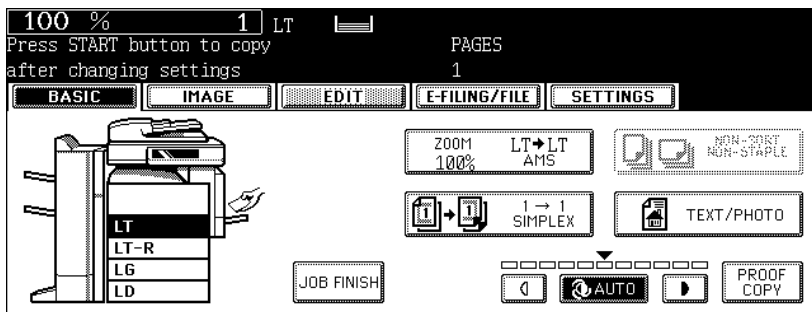 100 % 1 LT
Press START button to copy PAGES
after changing settings 1
BASIC IMAGE EDIT E-FILING/FILE SETTINGS
ZOOM LT→LT
100% AMS
NON-SORT
NON-STAPLE
1 1 1 → 1
SIMPLEX
TEXT/PHOTO
LT
LT-R
LG
LD
JOB FINISH
AUTO
PROOF
COPY